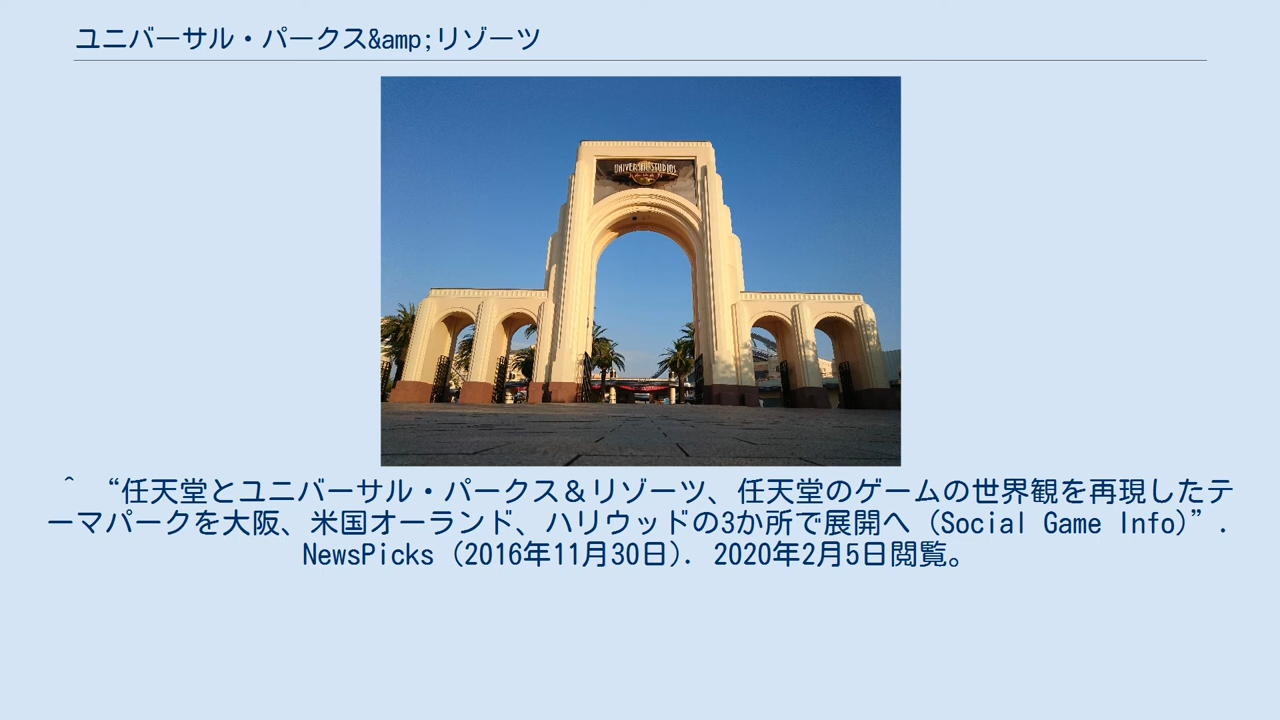 ユニバーサル・パークス&amp;リゾーツ
UNIVERSAL STUDIOS
^ “任天堂とユニバーサル・パークス＆リゾーツ、任天堂のゲームの世界観を再現したテ
ーマパークを大阪、米国オーランド、ハリウッドの3か所で展開へ (Social Game Info)”.
NewsPicks (2016年11月30日). 2020年2月5日閲覧。